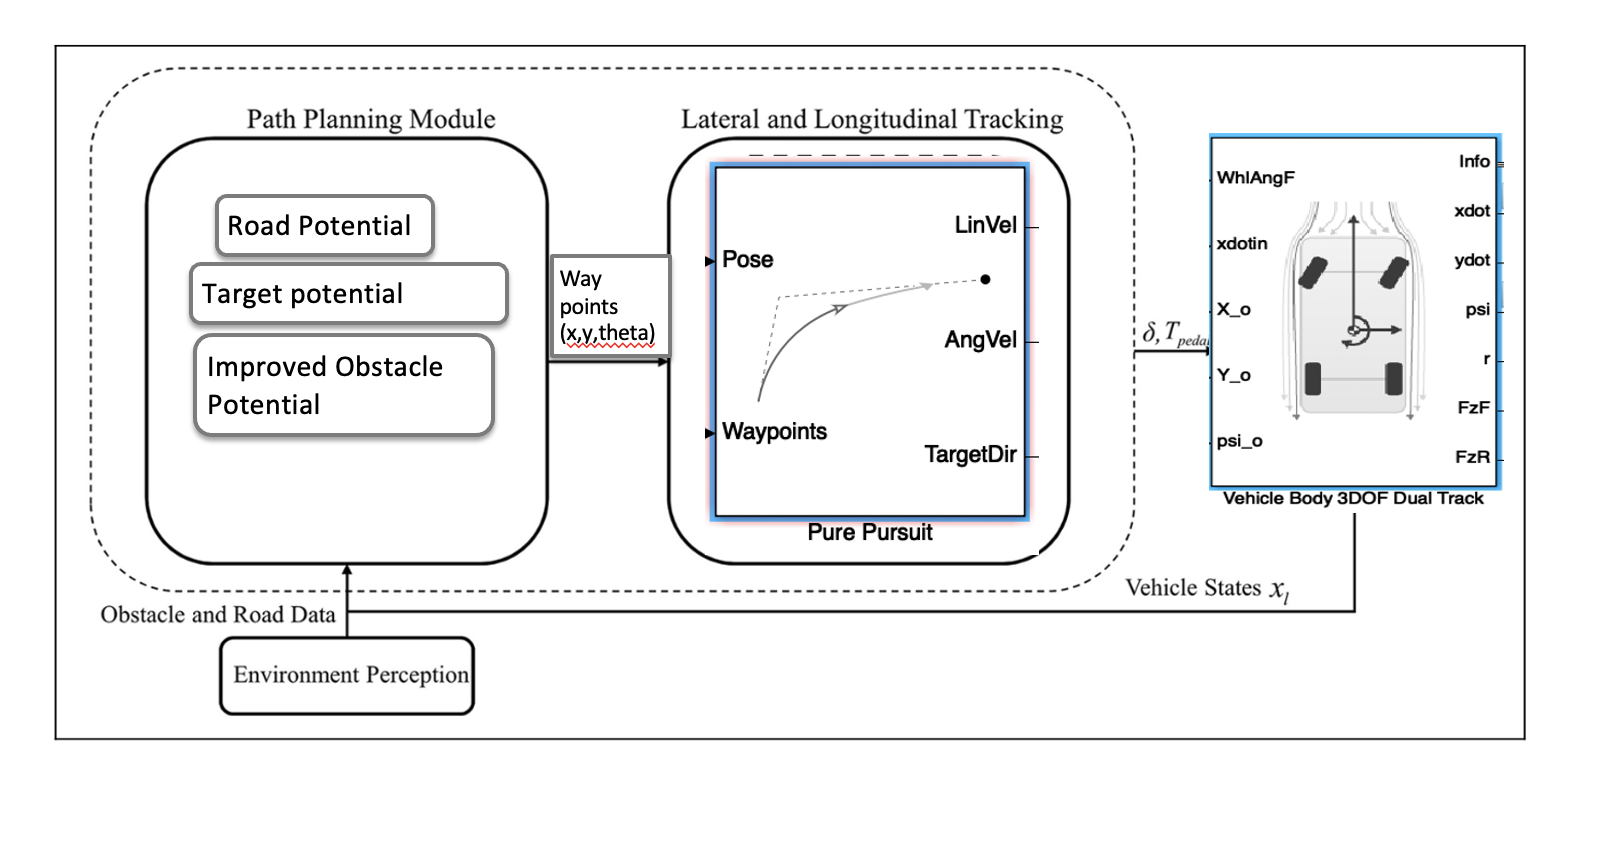 Path Planning Module
Road Potential
Target potential
Improved Obstacle
Potential
Way
points
(x,y,theta)
Lateral and Longitudinal Tracking
Pose
Waypoints
LinVel
AngVel
TargetDir
Pure Pursuit
δ, Tpedal
WhlAngF
xdotin
X_o
Y_o
psi_o
Info
xdot
ydot
psi
r
FzF
FzR
Vehicle Body 3DOF Dual Track
Vehicle States xl
Obstacle and Road Data
Environment Perception